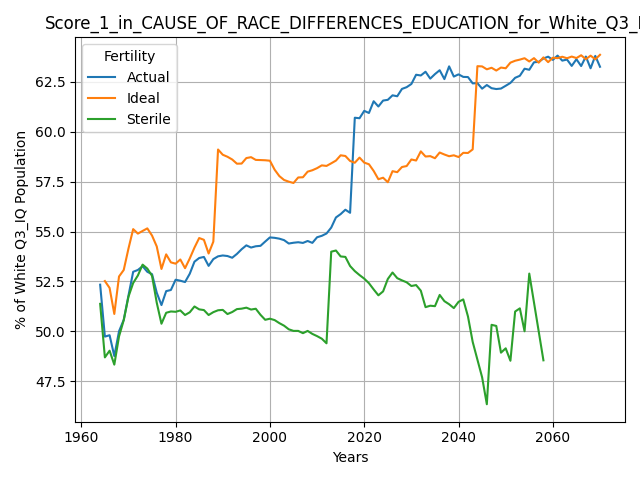 Score_1_in_CAUSE_OF_RACE_DIFFERENCES_EDUCATION_for_White_Q3_
Fertility
Actual
Ideal
Sterile
% of White Q3_IQ Population
62.5
60.0
57.5
55.0
52.5
50.0
47.5
1960
1980
2000
2020
2040
2060
Years